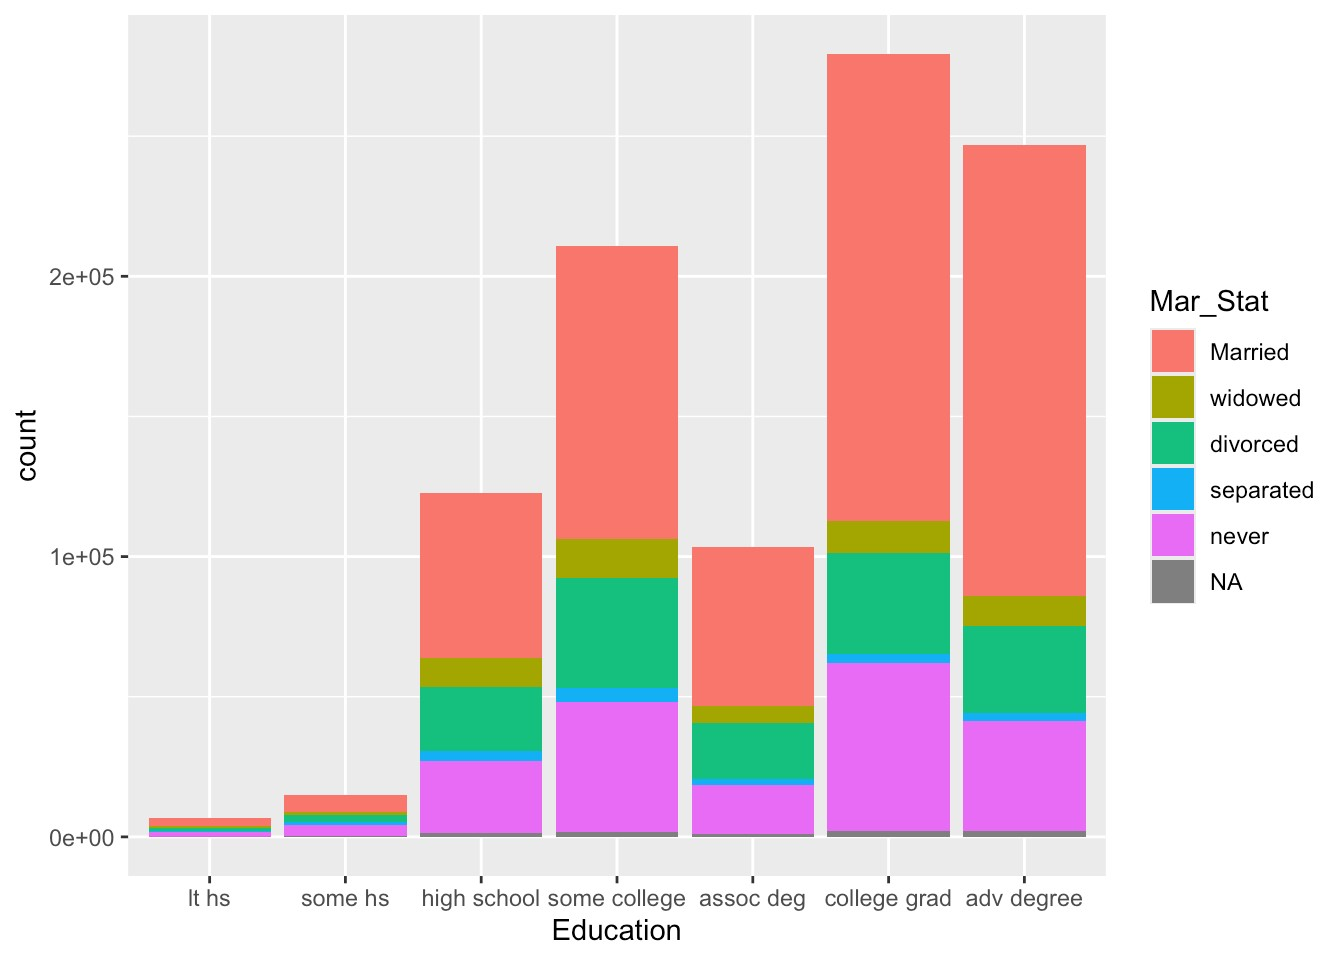 count
2e+05
1e+05
0e+00
lt hs some hs high school some college assoc deg college grad adv degree
Education
Mar_Stat
Married
widowed
divorced
separated
never
NA